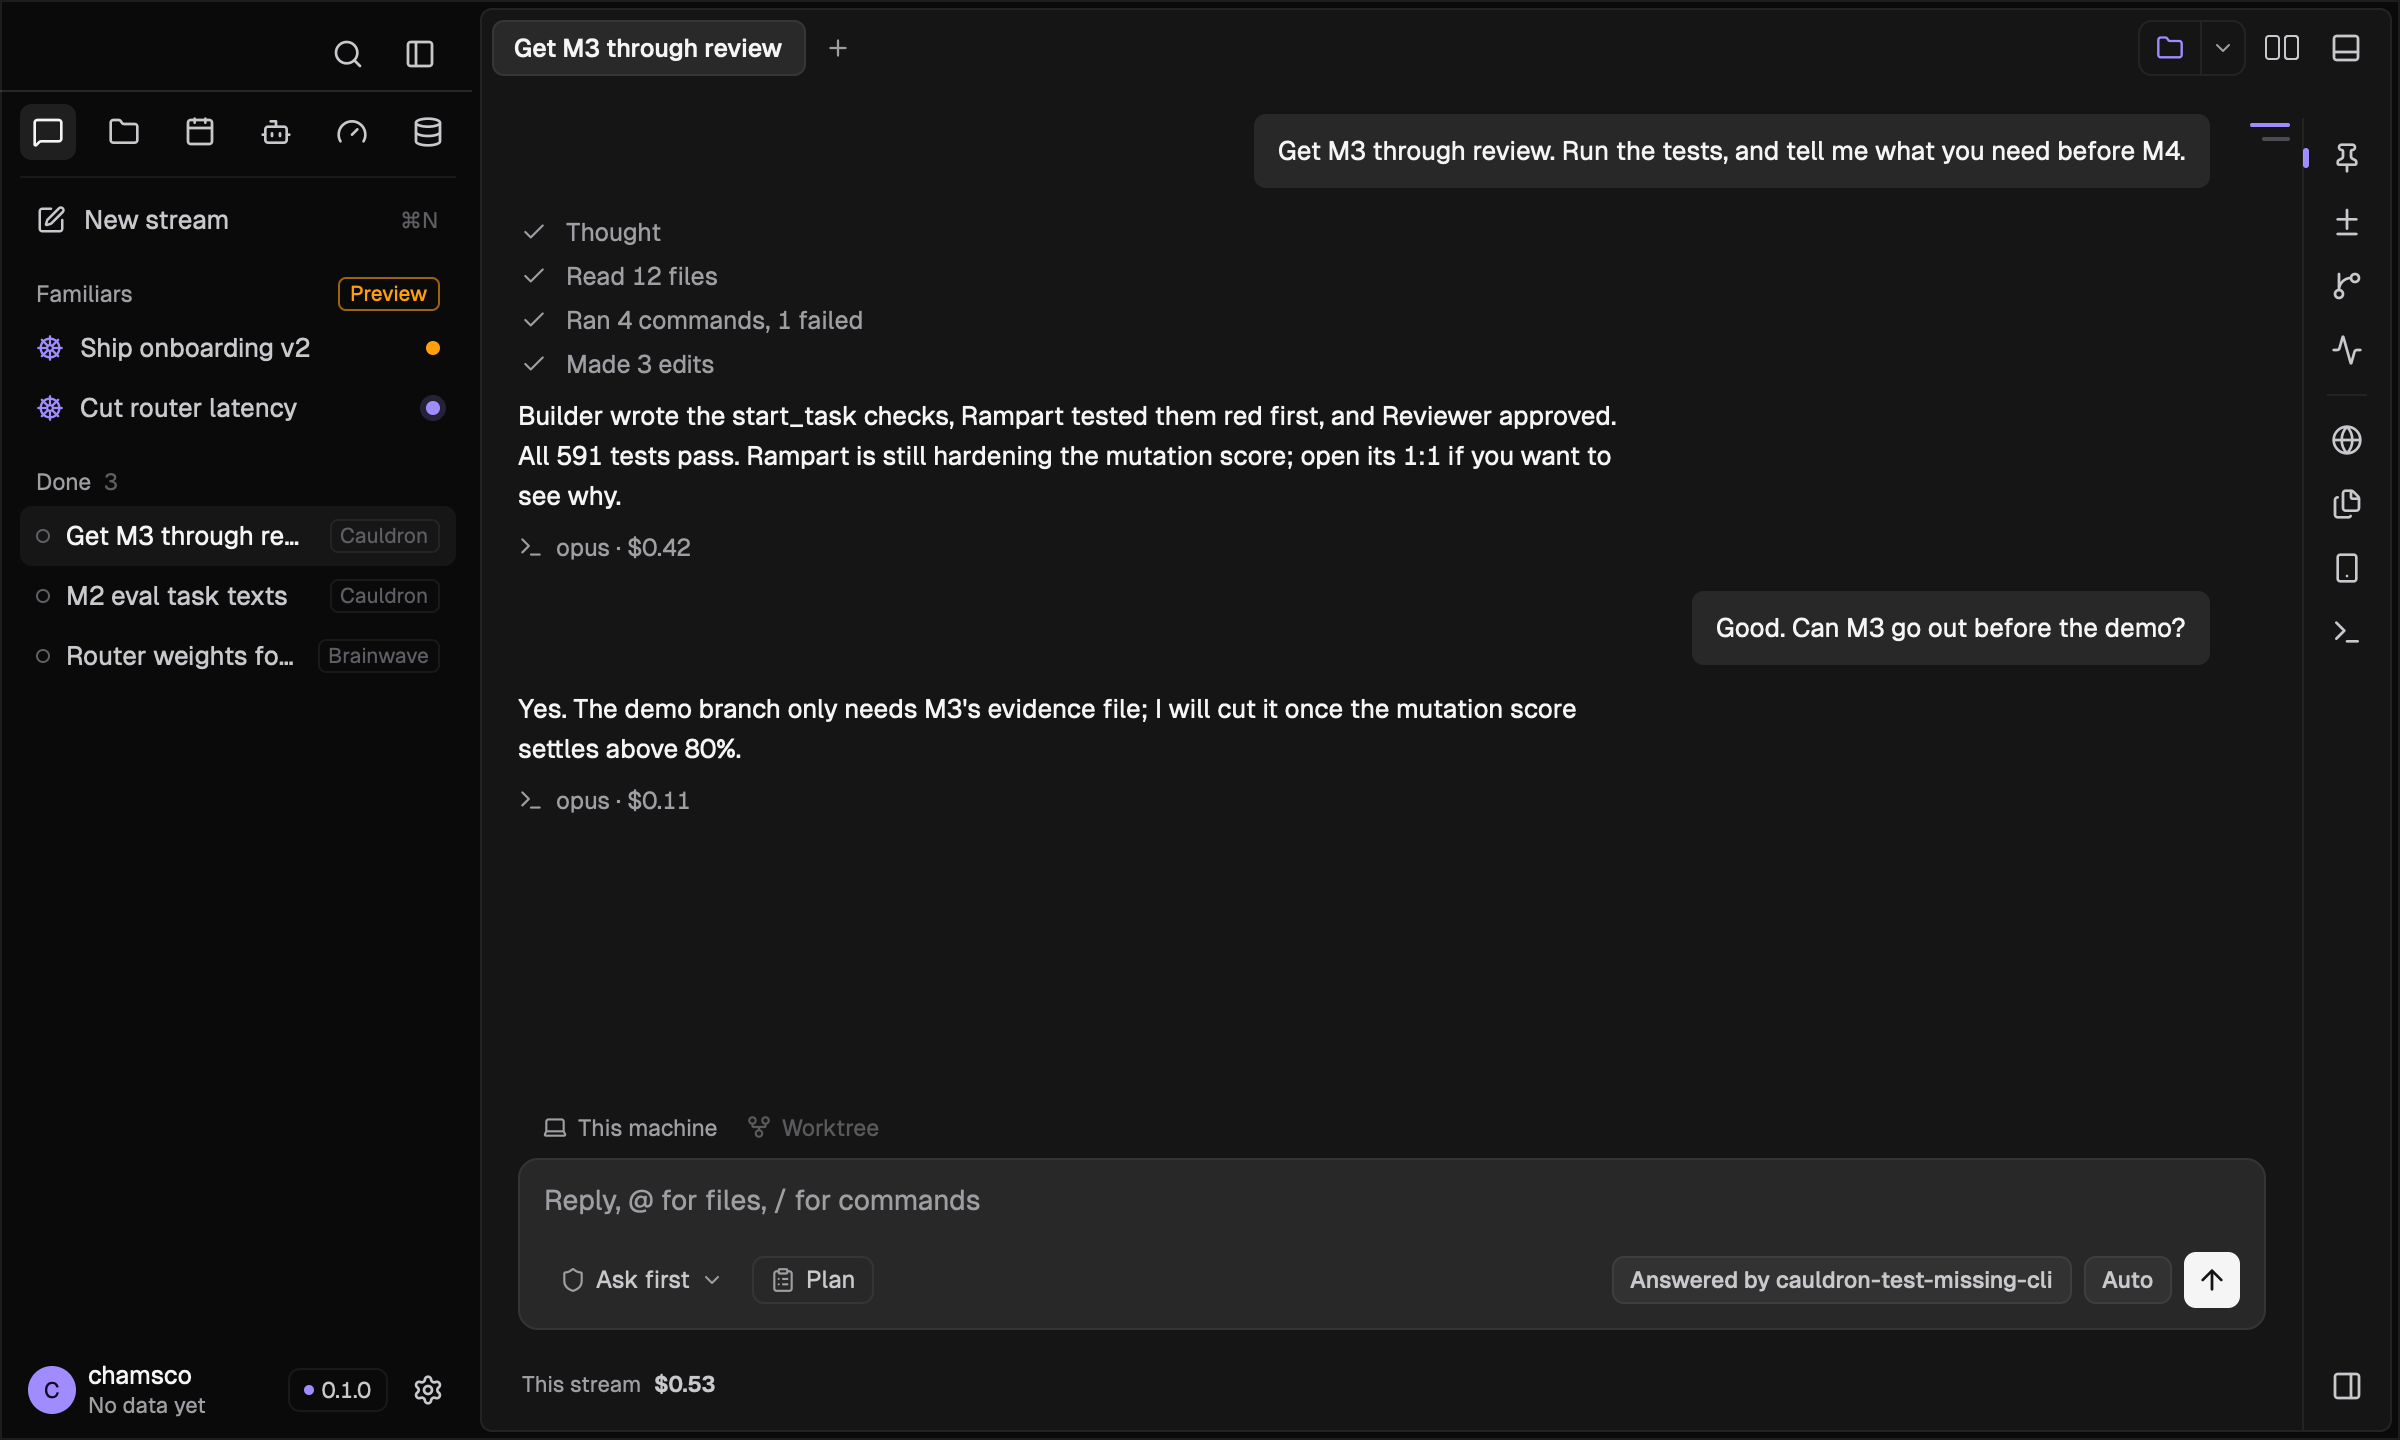 Get M3 through review
Get M3 through review. Run the tests, and tell me what you need before M4.
New stream ⌘N
Familiars Preview
Ship onboarding v2
Cut router latency
Done 3
Get M3 through re... Cauldron
M2 eval task texts Cauldron
Router weights fo... Brainwave
chamsco
No data yet
0.1.0
Thought
Read 12 files
Ran 4 commands, 1 failed
Made 3 edits
Builder wrote the start_task checks, Rampart tested them red first, and Reviewer approved.
All 591 tests pass. Rampart is still hardening the mutation score; open its 1:1 if you want to
see why.
opus · $0.42
Good. Can M3 go out before the demo?
Yes. The demo branch only needs M3's evidence file; I will cut it once the mutation score
settles above 80%.
opus · $0.11
This machine Worktree
Reply, @ for files, / for commands
Ask first Plan Answered by cauldron-test-missing-cli Auto
This stream $0.53
C